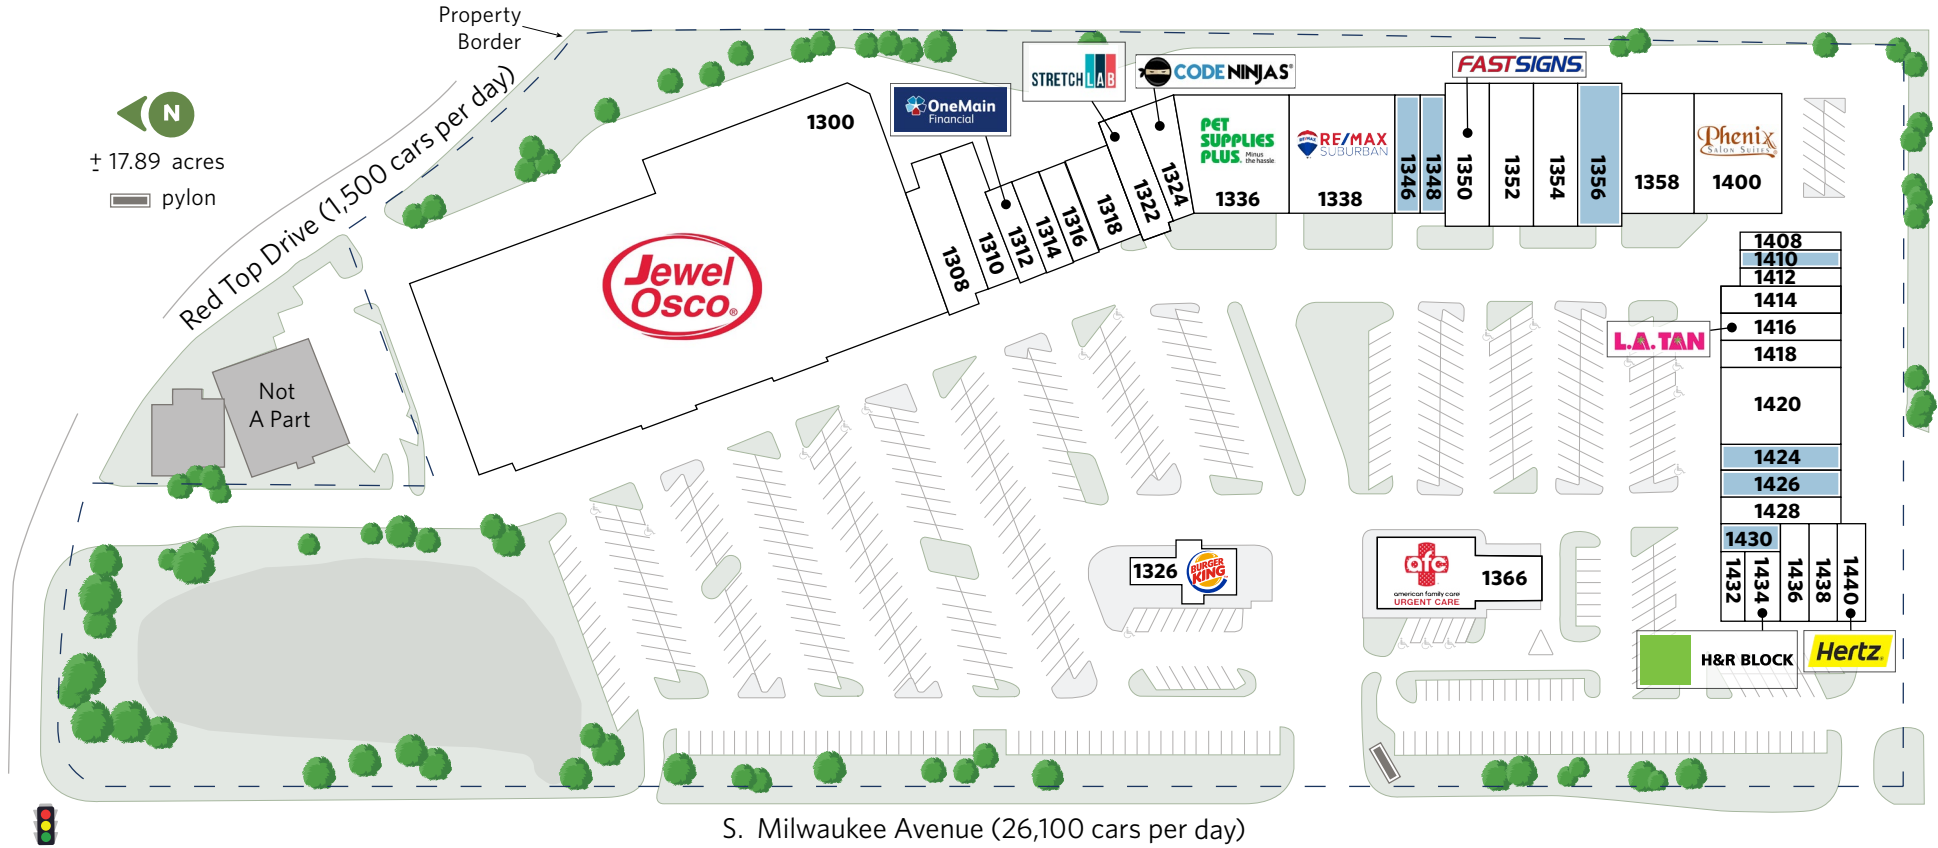 Property
Border
N
± 17.89 acres
pylon
Red Top Drive (1,500 cars per day)
Not
A Part
1300
Jewel
Osco®
OneMain
Financial
1308
1310
1312
1314
1316
1318
STRETCH LAB
1322
CODE NINJAS®
1324
PET
SUPPLIES
PLUS.
Minus
the hassle.
1336
RE/MAX
RE/MAX
SUBURBAN
1338
1346
1348
FASTSIGNS.
1350
1352
1354
1356
1358
Phenix
SALON SUITES
1400
1408
1410
1412
1414
L.A. TAN
1416
1418
1420
1424
1426
1428
1430
1432
1434
1436
1438
1440
H&R BLOCK
Hertz.
1326
BURGER
KING
afc
american family care
URGENT CARE
1366
S. Milwaukee Avenue (26,100 cars per day)